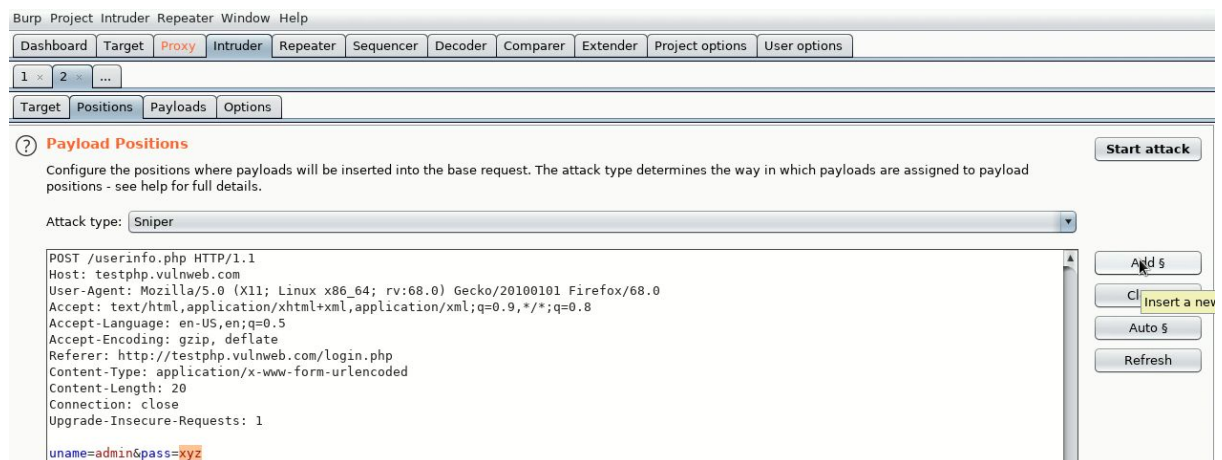 Burp Project Intruder Repeater Window Help
Dashboard Target Proxy Intruder Repeater Sequencer Decoder Comparer Extender Project options User options
1 × 2 × ...
Target Positions Payloads Options
? Payload Positions
Start attack
Configure the positions where payloads will be inserted into the base request. The attack type determines the way in which payloads are assigned to payload
positions - see help for full details.
Attack type: Sniper
POST /userinfo.php HTTP/1.1
Host: testphp.vulnweb.com
User-Agent: Mozilla/5.0 (X11; Linux x86_64; rv:68.0) Gecko/20100101 Firefox/68.0
Accept: text/html,application/xhtml+xml,application/xml;q=0.9,*/*;q=0.8
Accept-Language: en-US,en;q=0.5
Accept-Encoding: gzip, deflate
Referer: http://testphp.vulnweb.com/login.php
Content-Type: application/x-www-form-urlencoded
Content-Length: 20
Connection: close
Upgrade-Insecure-Requests: 1
uname=admin&pass=xyz
Add §
Insert a new
Auto §
Refresh